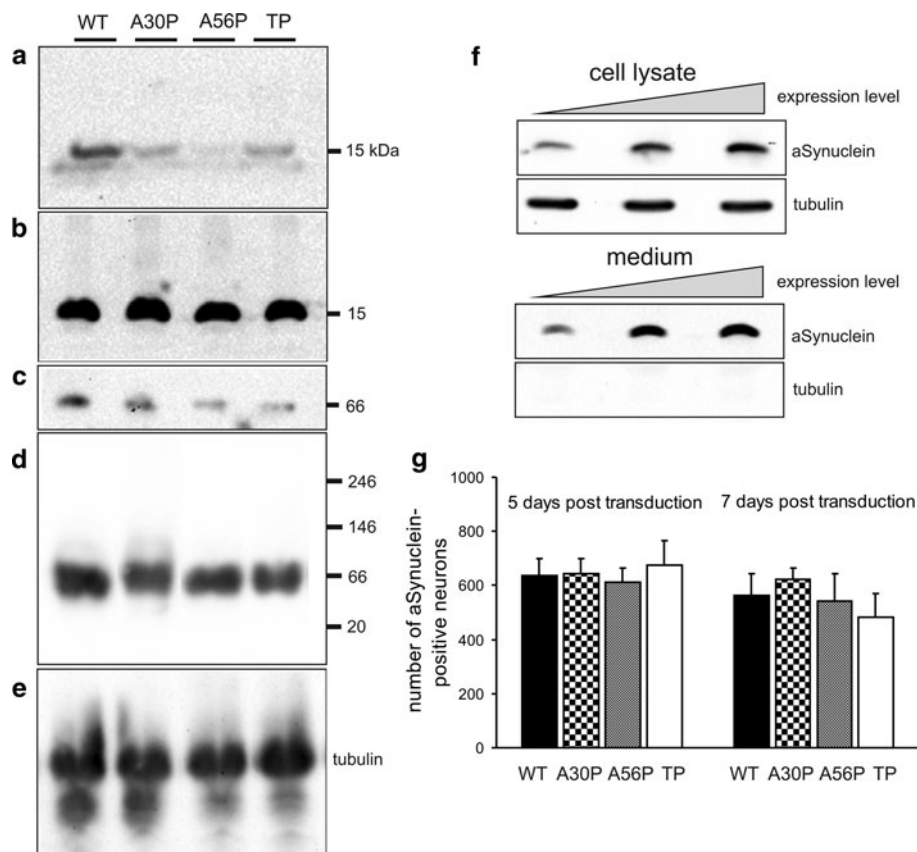 WT A30P A56P TP
a
15 kDa
b
15
c
66
d
246
146
66
20
e
tubulin
f
cell lysate
expression level
aSynuclein
tubulin
medium
expression level
aSynuclein
tubulin
g
number of aSynuclein-
positive neurons
1000
800
600
400
200
0
5 days post transduction 7 days post transduction
WT A30P A56P TP WT A30P A56P TP